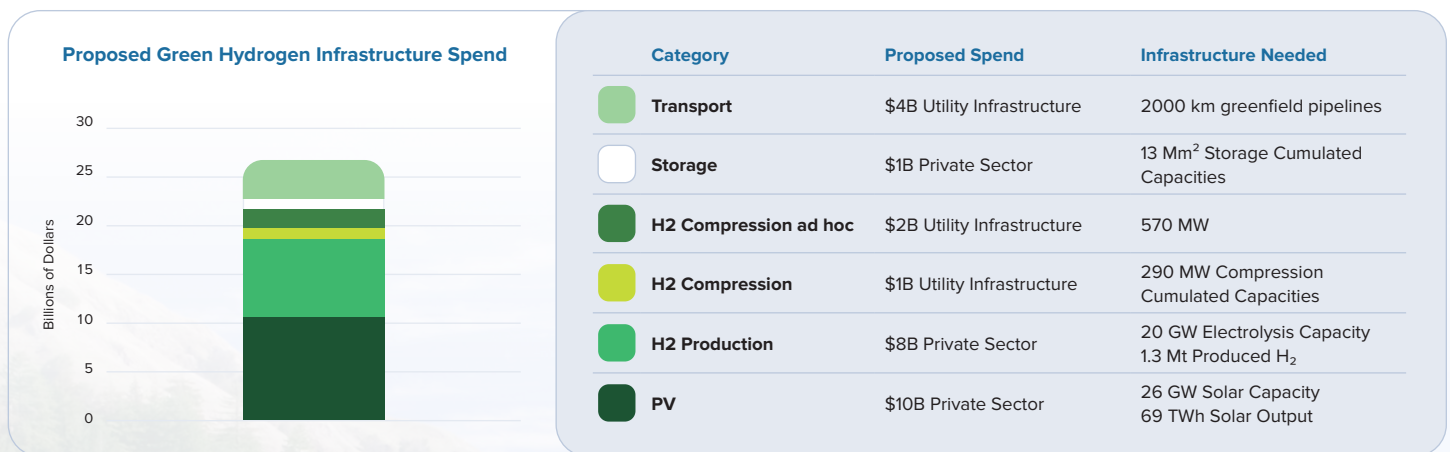 Proposed Green Hydrogen Infrastructure Spend
Billions of Dollars
30
25
20
15
10
5
0
Category Proposed Spend Infrastructure Needed
Transport $4B Utility Infrastructure 2000 km greenfield pipelines
Storage $1B Private Sector 13 Mm² Storage Cumulated
Capacities
H2 Compression ad hoc $2B Utility Infrastructure 570 MW
H2 Compression $1B Utility Infrastructure 290 MW Compression
Cumulated Capacities
H2 Production $8B Private Sector 20 GW Electrolysis Capacity
1.3 Mt Produced H₂
PV $10B Private Sector 26 GW Solar Capacity
69 TWh Solar Output